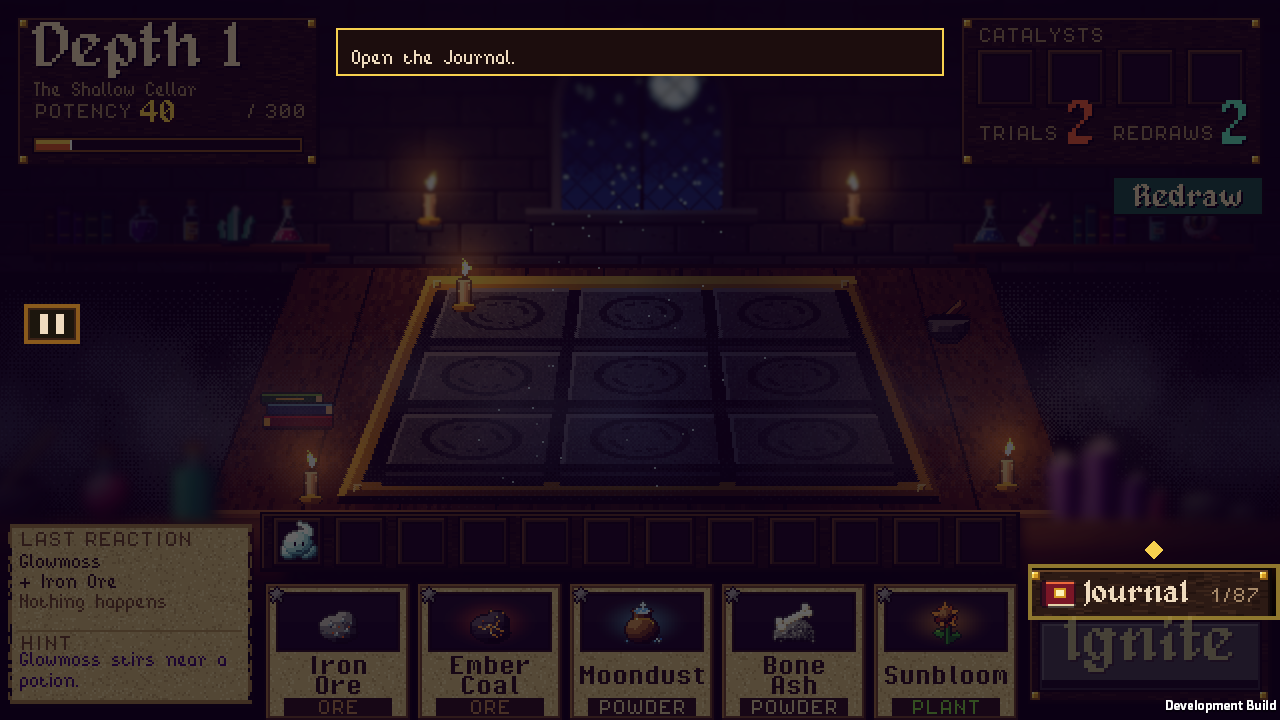 Depth 1
The Shallow Cellar
POTENCY 40 / 300
Open the Journal.
CATALYSTS
TRIALS 2 REDRAWS 2
Redraw
LAST REACTION
Glowmoss
+ Iron Ore
Nothing happens
HINT
Glowmoss stirs near a
potion.
Iron
Ore
ORE
Ember
Coal
ORE
Moondust
POWDER
Bone
Ash
POWDER
Sunbloom
PLANT
Journal 1/87
Ignite
Development Build